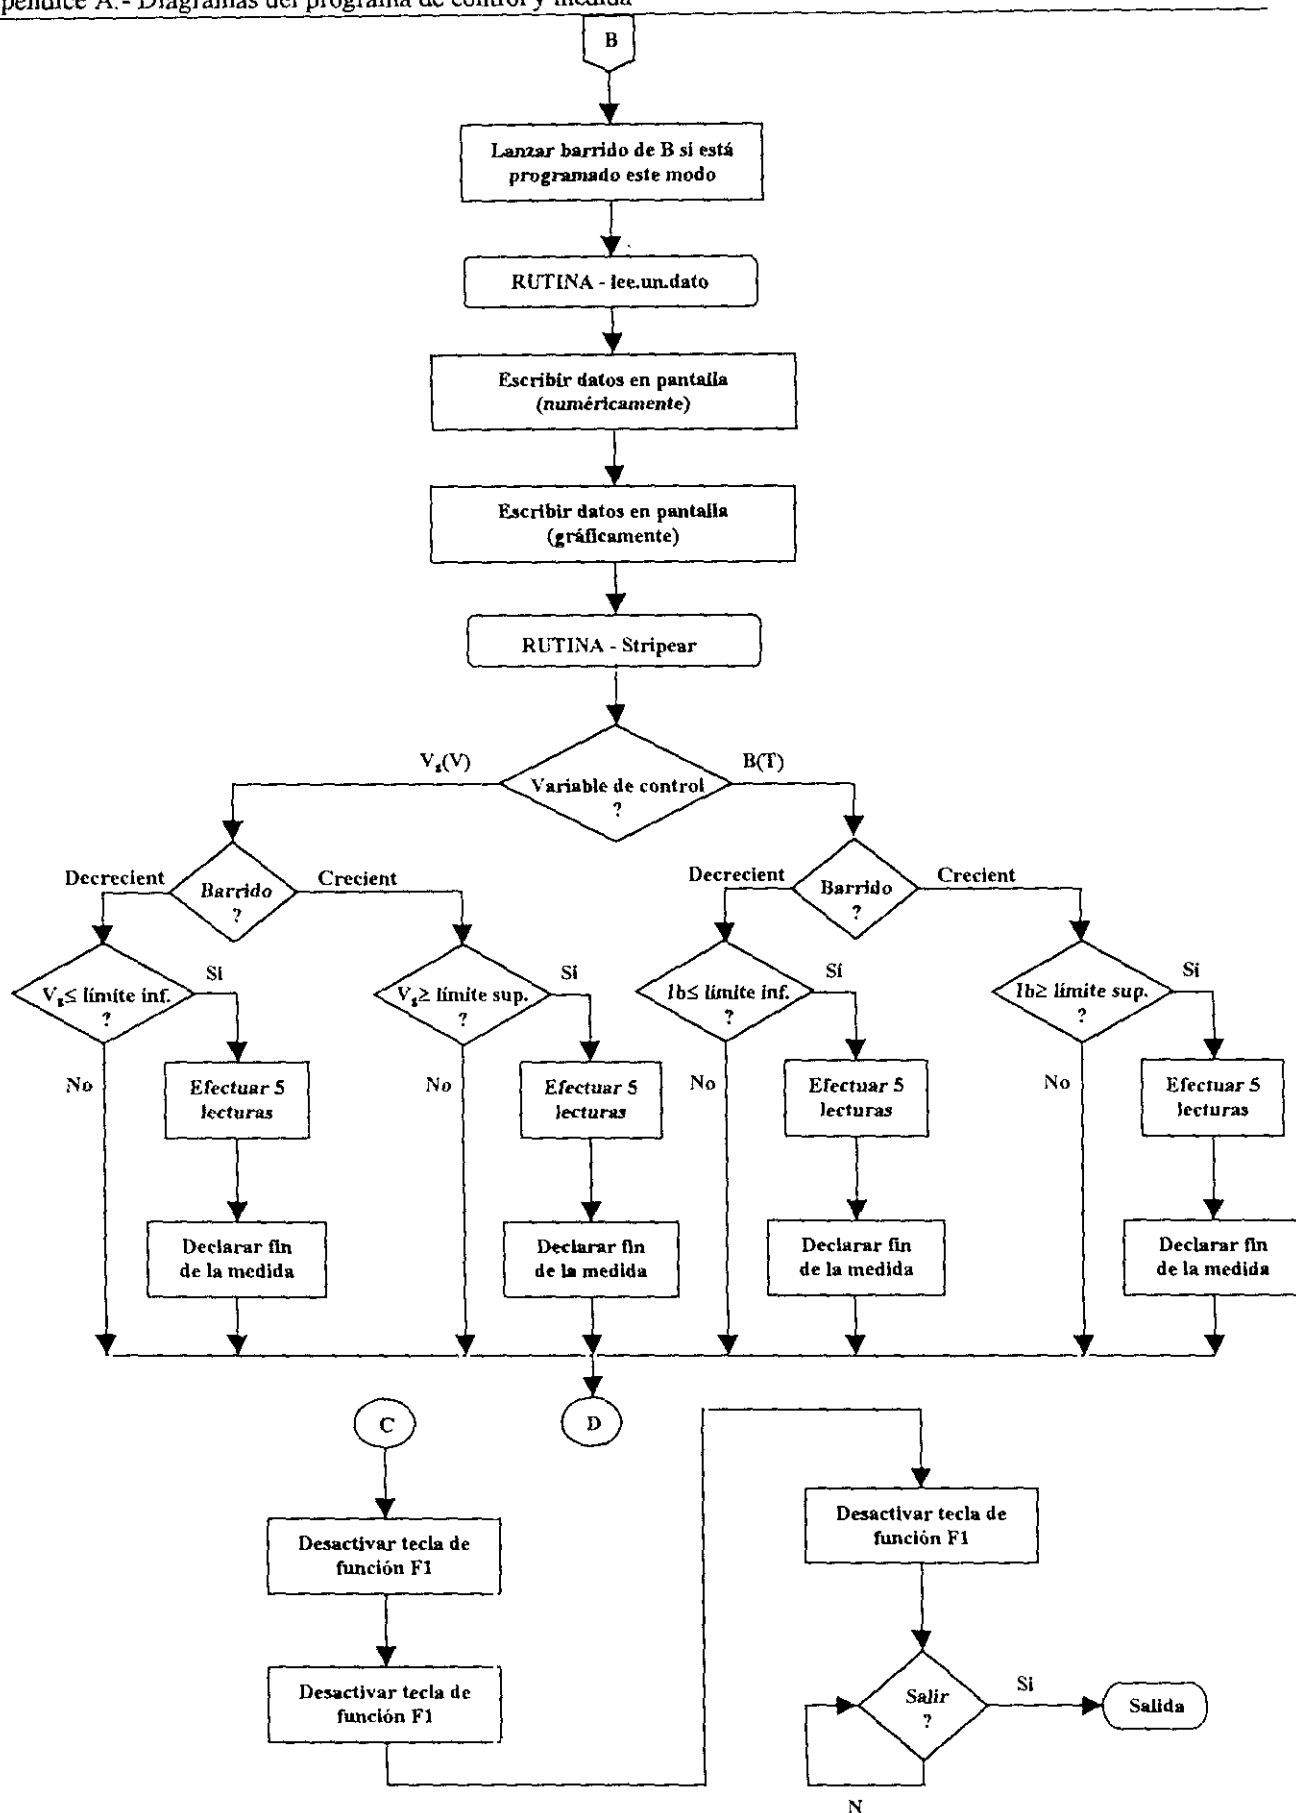 pendice A.- Diagramas del programa de control y medida
B
Lanzar barrido de B si está
programado este modo
RUTINA - lee.un.dato
Escribir datos en pantalla
(numéricamente)
Escribir datos en pantalla
(gráficamente)
RUTINA - Stripear
Vg(V)
B(T)
Variable de control
?
Decrecient
Barrido
?
Crecient
Decrecient
Barrido
?
Crecient
Vg≤ límite inf.
?
Si
Vg≥ límite sup.
?
Si
Ib≤ límite inf.
?
Sí
Ib≥ límite sup.
?
Si
No
Efectuar 5
lecturas
No
Efectuar 5
lecturas
No
Efectuar 5
lecturas
No
Efectuar 5
lecturas
Declarar fin
de la medida
Declarar fin
de la medida
Declarar fin
de la medida
Declarar fin
de la medida
C
D
Desactivar tecla de
función F1
Desactivar tecla de
función F1
Desactivar tecla de
función F1
Salir
?
Si
Salida
N